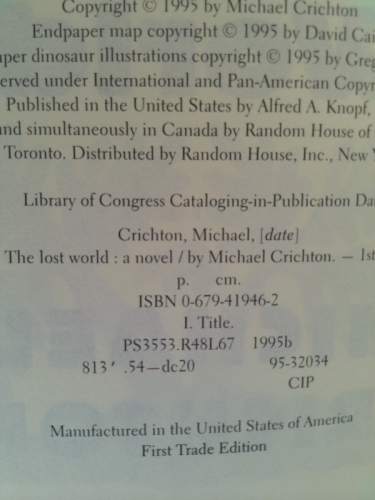 Copyright © 1995 by Michael Crichton
Endpaper map copyright © 1995 by David Cai
aper dinosaur illustrations copyright © 1995 by Greg
erved under International and Pan-American Copyr
Published in the United States by Alfred A. Knopf,
and simultaneously in Canada by Random House of
Toronto. Distributed by Random House, Inc., New Y
Library of Congress Cataloging-in-Publication Da
Crichton, Michael, [date]
The lost world : a novel / by Michael Crichton. — 1st
p. cm.
ISBN 0-679-41946-2
I. Title.
PS3553.R48L67 1995b
813′ .54—dc20 95-32034
CIP
Manufactured in the United States of America
First Trade Edition